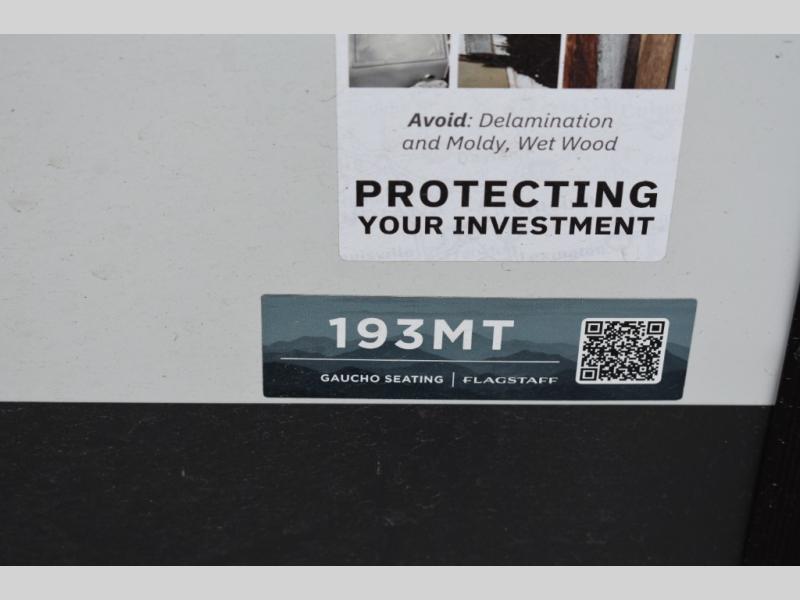 Avoid: Delamination
and Moldy, Wet Wood
PROTECTING
YOUR INVESTMENT
193MT
GAUCHO SEATING | FLAGSTAFF